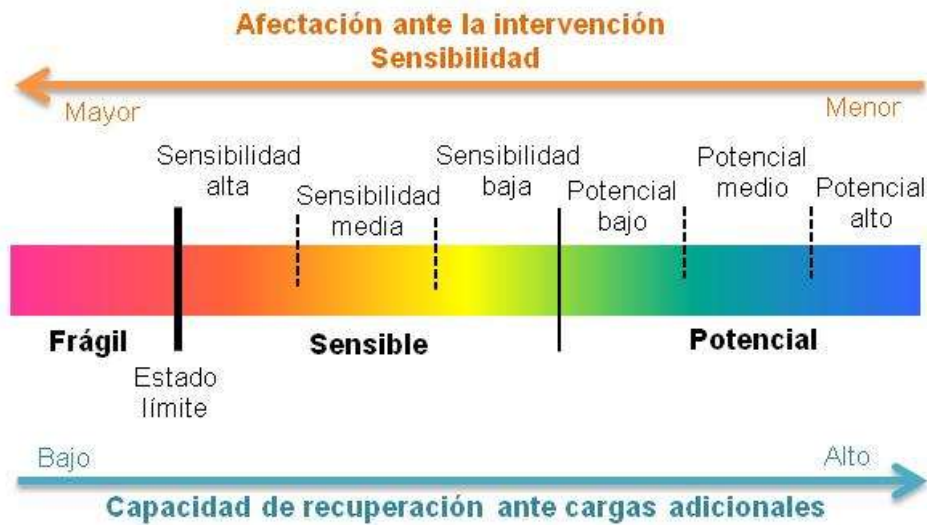 Afectación ante la intervención
Sensibilidad
Mayor
Menor
Sensibilidad
alta
Sensibilidad
media
Sensibilidad
baja
Potencial
bajo
Potencial
medio
Potencial
alto
Frágil
Sensible
Potencial
Estado
límite
Bajo
Alto
Capacidad de recuperación ante cargas adicionales